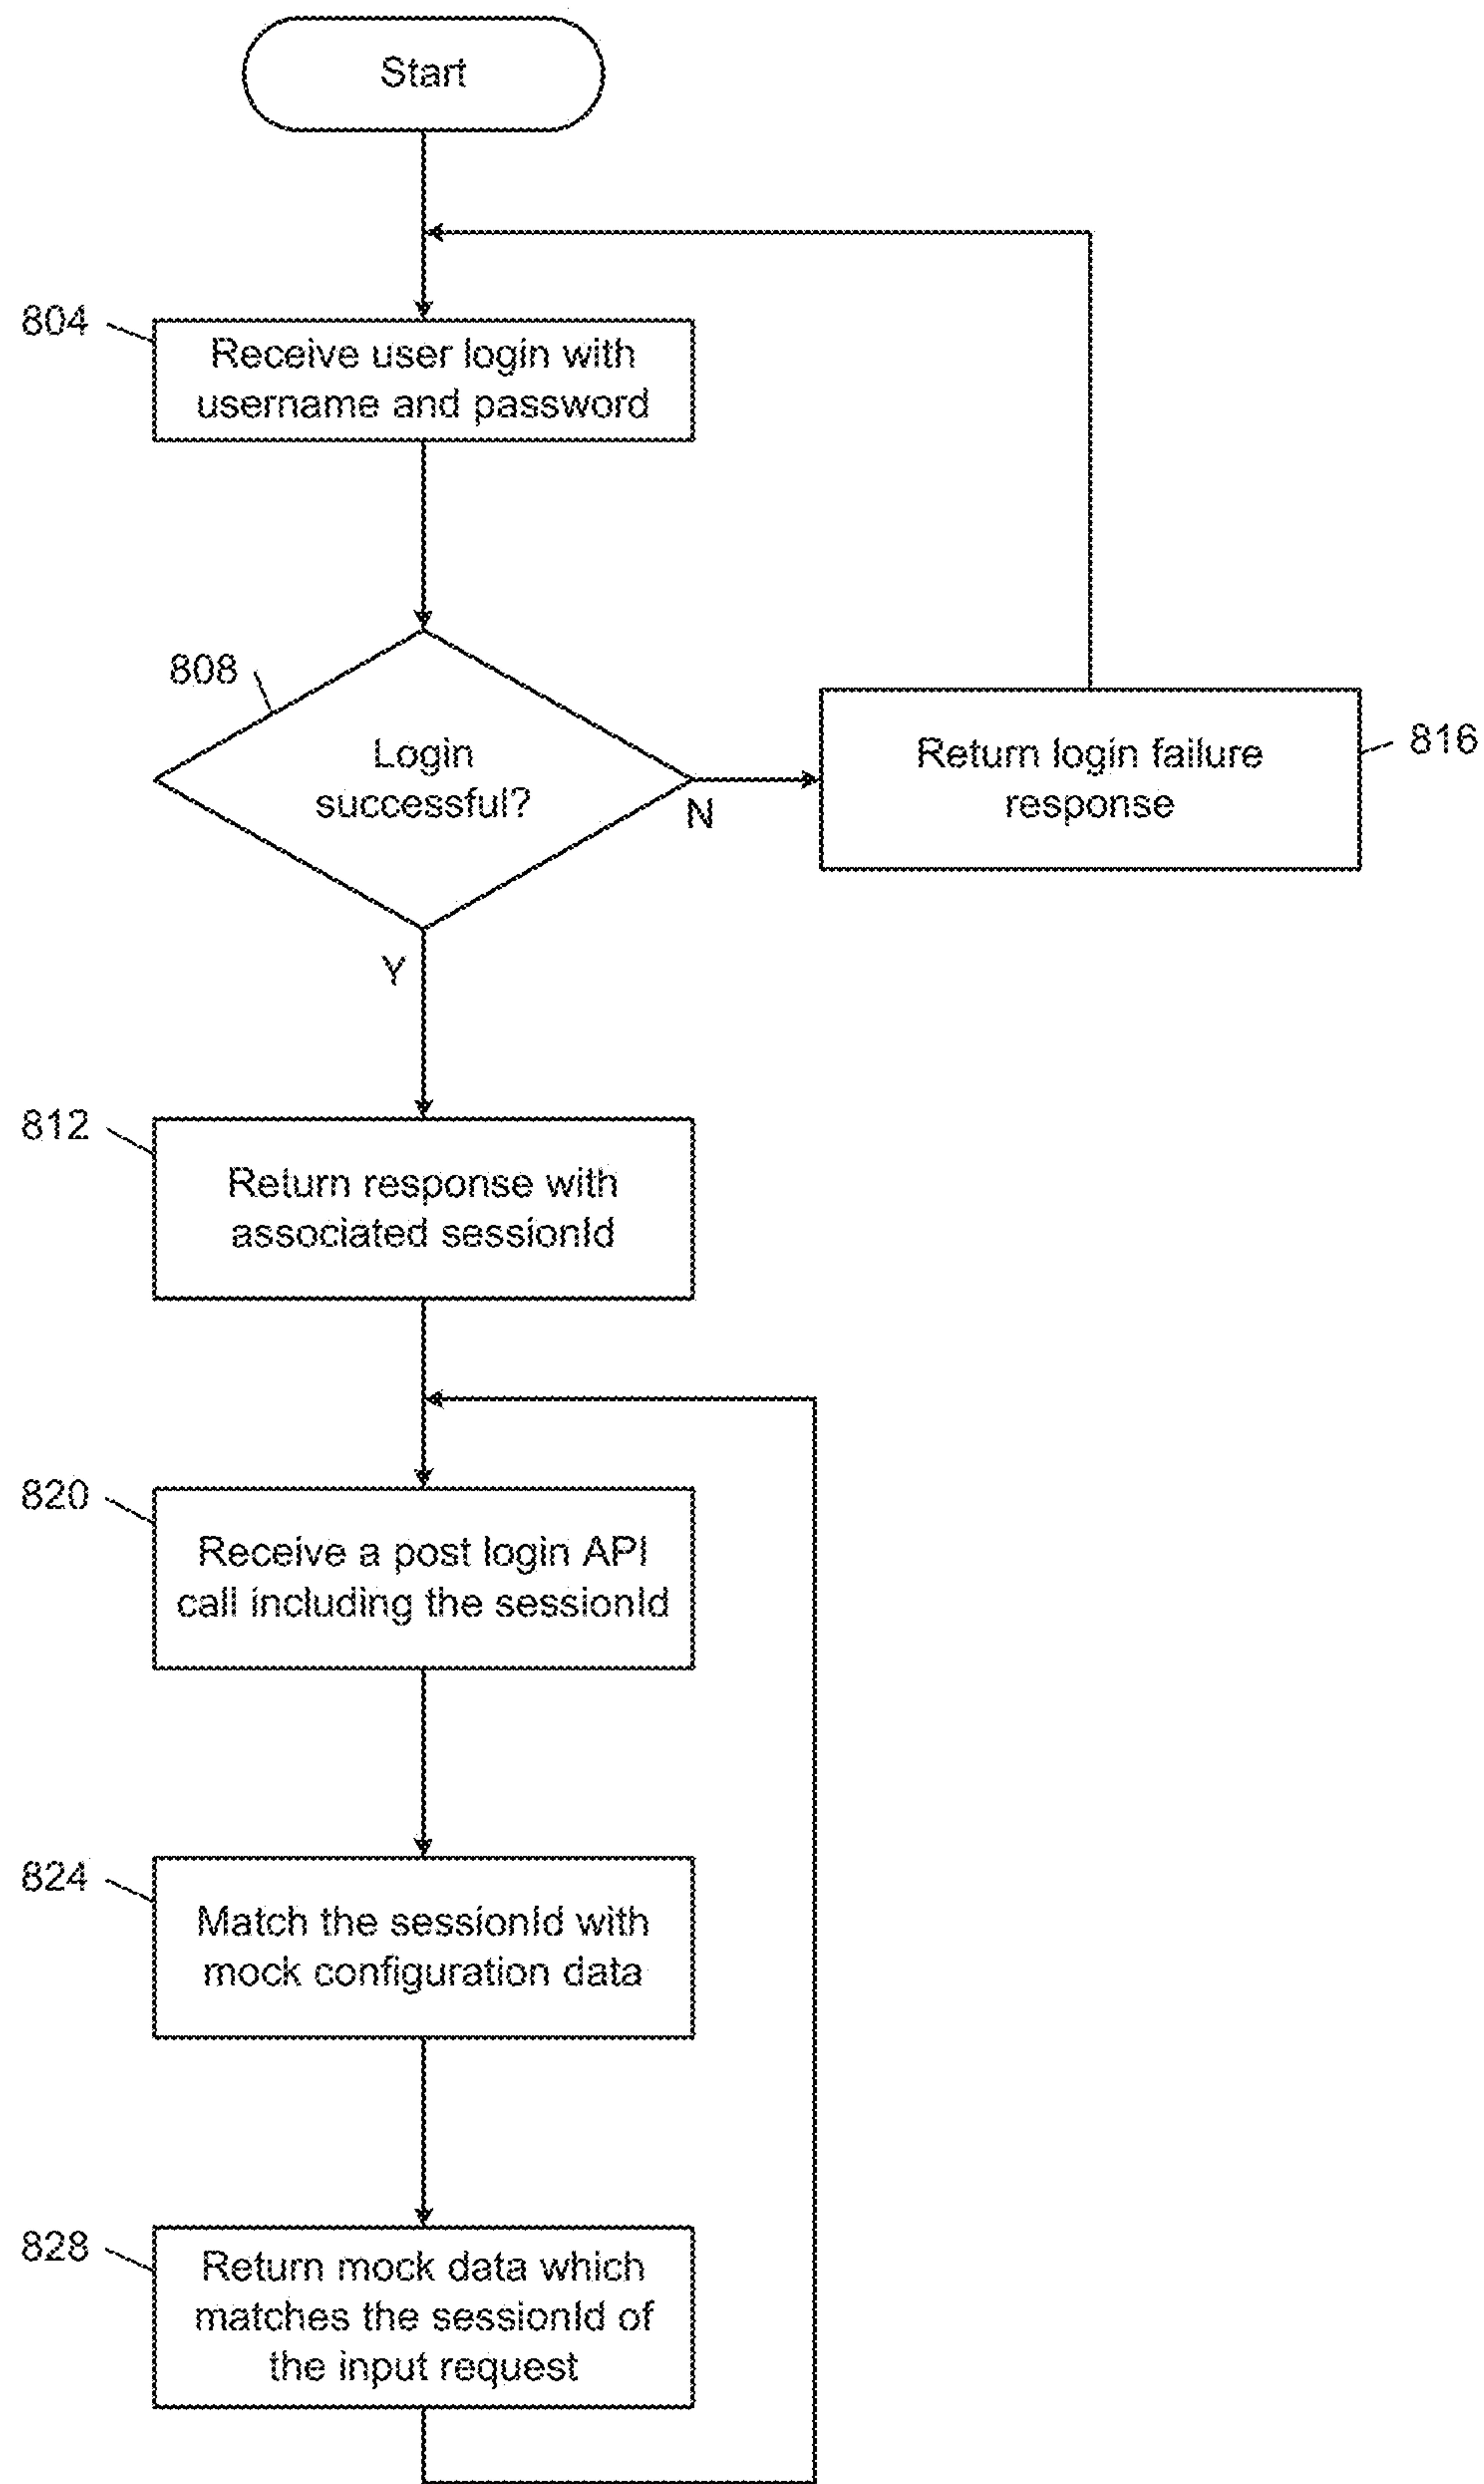 Start
804
Receive user login with
username and password
808
Login
successful?
N
Return login failure
response
816
Y
812
Return response with
associated sessionId
820
Receive a post login API
call including the sessionId
824
Match the sessionId with
mock configuration data
828
Return mock data which
matches the sessionId of
the input request